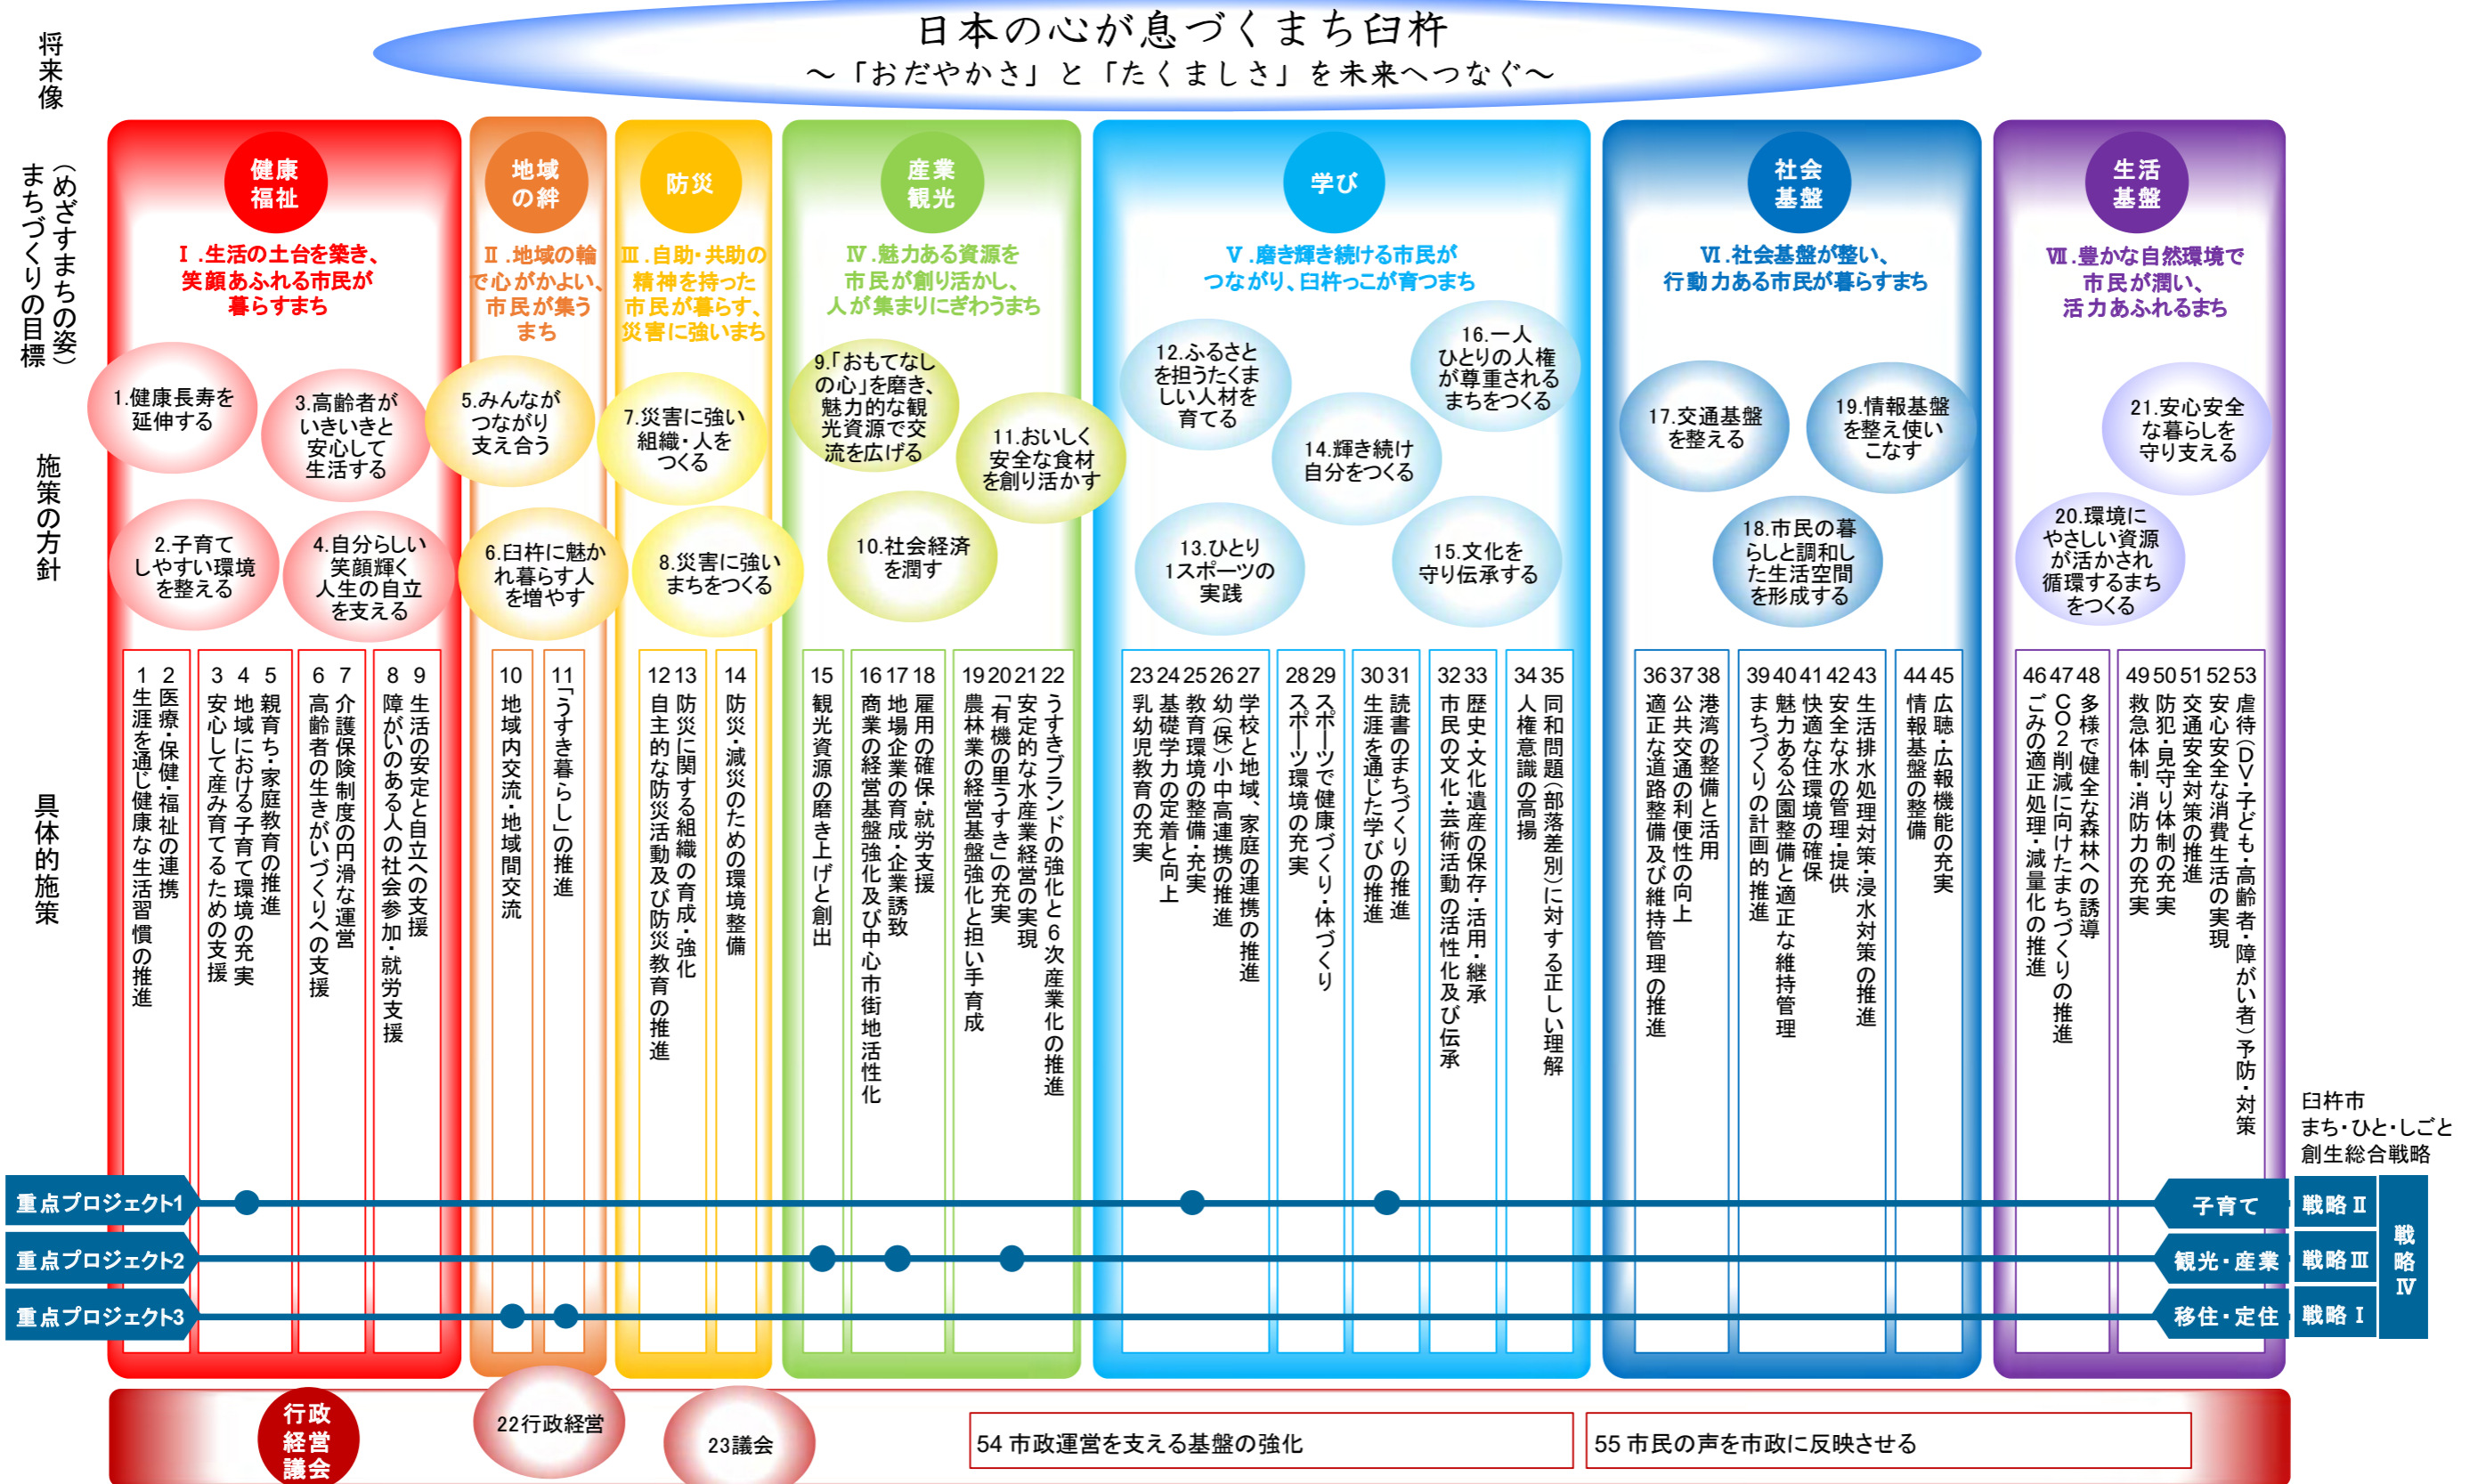 日本の心が息づくまち臼杵
～「おだやかさ」と「たくましさ」を未来へつなぐ～
将来像
まちづくりの目標
（めざすまちの姿）
施策の方針
具体的施策
健康
福祉
Ⅰ.生活の土台を築き、
笑顔あふれる市民が
暮らすまち
地域
の絆
Ⅱ.地域の輪
で心がかよい、
市民が集う
まち
防災
Ⅲ.自助・共助の
精神を持った
市民が暮らす、
災害に強いまち
産業
観光
Ⅳ.魅力ある資源を
市民が創り活かし、
人が集まりにぎわうまち
学び
Ⅴ.磨き輝き続ける市民が
つながり、臼杵っこが育つまち
社会
基盤
Ⅵ.社会基盤が整い、
行動力ある市民が暮らすまち
生活
基盤
Ⅶ.豊かな自然環境で
市民が潤い、
活力あふれるまち
1.健康長寿を
延伸する
2.子育て
しやすい環境
を整える
3.高齢者が
いきいきと
安心して
生活する
4.自分らしい
笑顔輝く
人生の自立
を支える
5.みんなが
つながり
支え合う
6.臼杵に魅か
れ暮らす人
を増やす
7.災害に強い
組織・人を
つくる
8.災害に強い
まちをつくる
9.「おもてなし
の心」を磨き、
魅力的な観
光資源で交
流を広げる
10.社会経済
を潤す
11.おいしく
安全な食材
を創り活かす
12.ふるさと
を担うたくま
しい人材を
育てる
13.ひとり
1スポーツの
実践
14.輝き続け
自分をつくる
15.文化を
守り伝承する
16.一人
ひとりの人権
が尊重される
まちをつくる
17.交通基盤
を整える
18.市民の暮
らしと調和し
た生活空間
を形成する
19.情報基盤
を整え使い
こなす
20.環境に
やさしい資源
が活かされ
循環するまち
をつくる
21.安心安全
な暮らしを
守り支える
1 生涯を通じ健康な生活習慣の推進
2 医療・保健・福祉の連携
3 安心して産み育てるための支援
4 地域における子育て環境の充実
5 親育ち・家庭教育の推進
6 高齢者の生きがいづくりへの支援
7 介護保険制度の円滑な運営
8 障がいのある人の社会参加・就労支援
9 生活の安定と自立への支援
10 地域内交流・地域間交流
11 「うすき暮らし」の推進
12 自主的な防災活動及び防災教育の推進
13 防災に関する組織の育成・強化
14 防災・減災のための環境整備
15 観光資源の磨き上げと創出
16 商業の経営基盤強化及び中心市街地活性化
17 地場企業の育成・企業誘致
18 雇用の確保・就労支援
19 農林業の経営基盤強化と担い手育成
20 「有機の里うすき」の充実
21 安定的な水産業経営の実現
22 うすきブランドの強化と6次産業化の推進
23 乳幼児教育の充実
24 基礎学力の定着と向上
25 教育環境の整備・充実
26 幼（保）小中高連携の推進
27 学校と地域、家庭の連携の推進
28 スポーツ環境の充実
29 スポーツで健康づくり・体づくり
30 生涯を通じた学びの推進
31 読書のまちづくりの推進
32 市民の文化・芸術活動の活性化及び伝承
33 歴史・文化遺産の保存・活用・継承
34 人権意識の高揚
35 同和問題（部落差別）に対する正しい理解
36 適正な道路整備及び維持管理の推進
37 公共交通の利便性の向上
38 港湾の整備と活用
39 まちづくりの計画的推進
40 魅力ある公園整備と適正な維持管理
41 快適な住環境の確保
42 安全な水の管理・提供
43 生活排水処理対策・浸水対策の推進
44 情報基盤の整備
45 広聴・広報機能の充実
46 ごみの適正処理・減量化の推進
47 CO2削減に向けたまちづくりの推進
48 多様で健全な森林への誘導
49 救急体制・消防力の充実
50 防犯・見守り体制の充実
51 交通安全対策の推進
52 安心安全な消費生活の実現
53 虐待（DV・子ども・高齢者・障がい者）予防・対策
臼杵市
まち・ひと・しごと
創生総合戦略
重点プロジェクト1
子育て
戦略Ⅱ
重点プロジェクト2
観光・産業
戦略Ⅲ
重点プロジェクト3
移住・定住
戦略Ⅰ
戦略Ⅳ
行政
経営
議会
22行政経営
23議会
54 市政運営を支える基盤の強化
55 市民の声を市政に反映させる